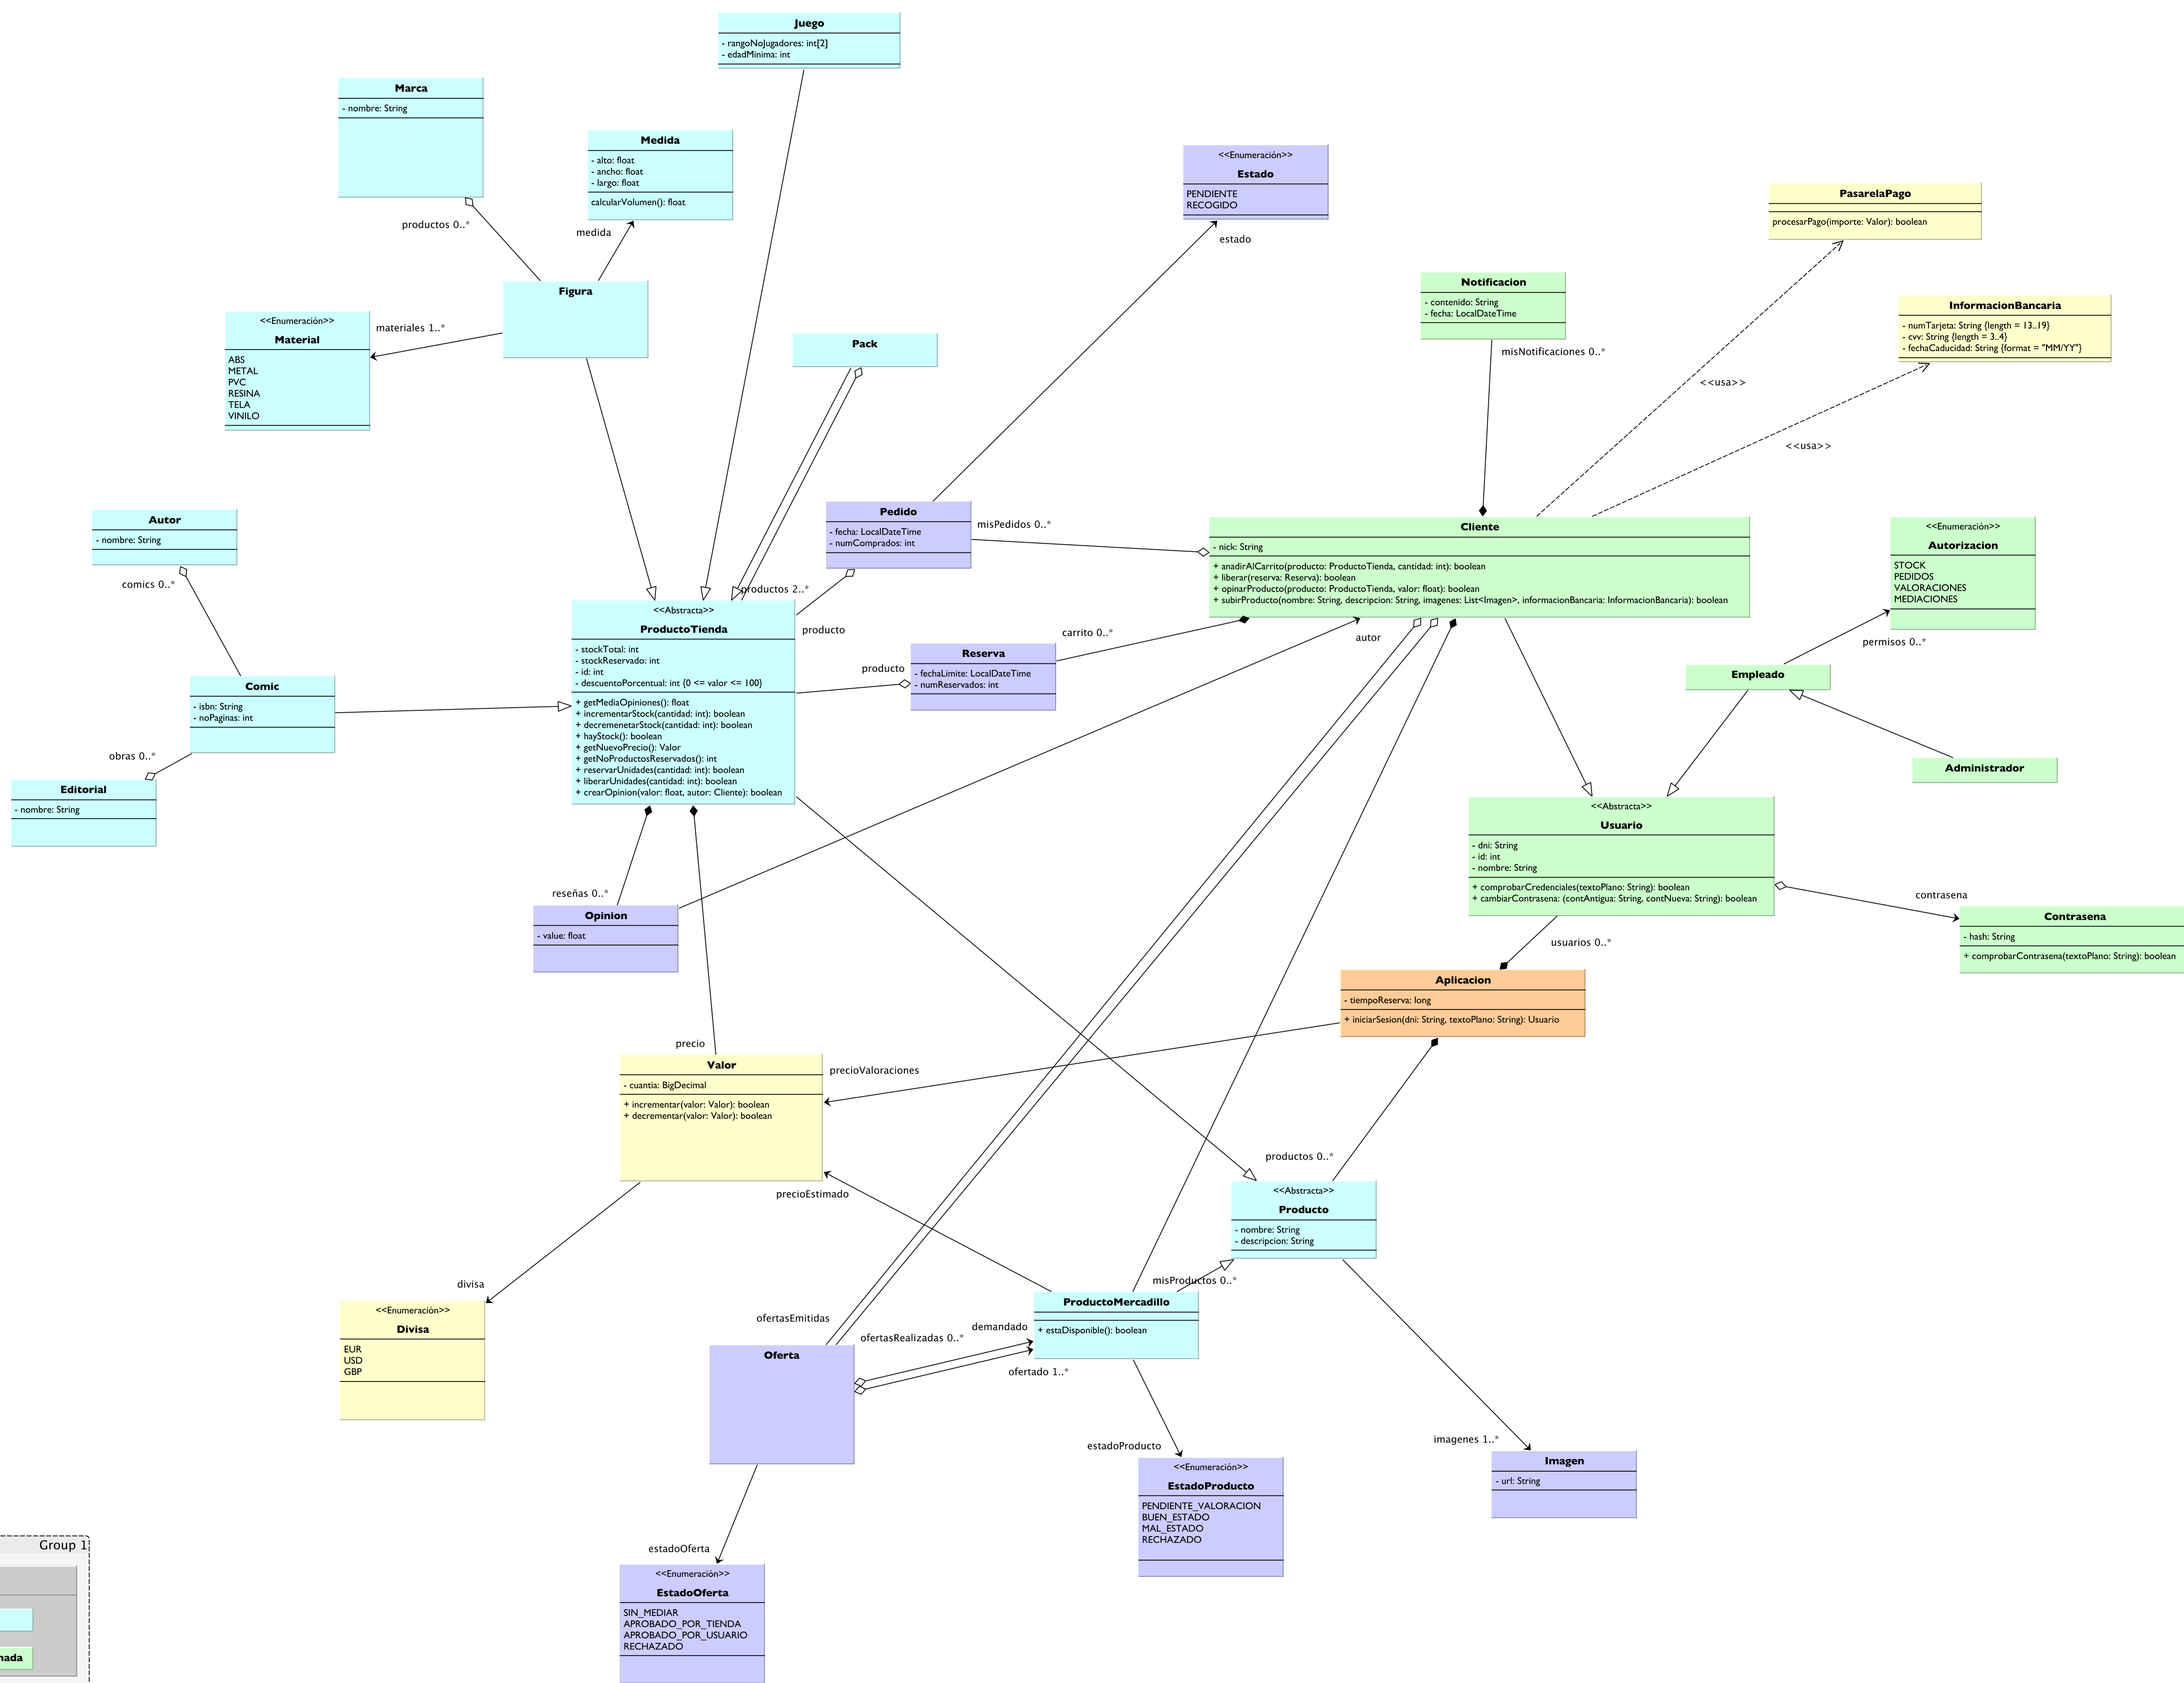 Juego
- rangoNoJugadores: int[2]
- edadMinima: int
Marca
- nombre: String
productos 0..*
Medida
- alto: float
- ancho: float
- largo: float
calcularVolumen(): float
medida
Figura
<<Enumeración>>
Material
ABS
METAL
PVC
RESINA
TELA
VINILO
materiales 1..*
Pack
<<Enumeración>>
Estado
PENDIENTE
RECOGIDO
estado
PasarelaPago
procesarPago(importe: Valor): boolean
Notificacion
- contenido: String
- fecha: LocalDateTime
misNotificaciones 0..*
InformacionBancaria
- numTarjeta: String {length = 13..19}
- cvv: String {length = 3..4}
- fechaCaducidad: String {format = "MM/YY"}
<<usa>>
<<usa>>
Autor
- nombre: String
comics 0..*
Pedido
- fecha: LocalDateTime
- numComprados: int
misPedidos 0..*
Cliente
- nick: String
+ anadirAlCarrito(producto: ProductoTienda, cantidad: int): boolean
+ liberar(reserva: Reserva): boolean
+ opinarProducto(producto: ProductoTienda, valor: float): boolean
+ subirProducto(nombre: String, descripcion: String, imagenes: List<Imagen>, informacionBancaria: InformacionBancaria): boolean
<<Enumeración>>
Autorizacion
STOCK
PEDIDOS
VALORACIONES
MEDIACIONES
permisos 0..*
productos 2..*
producto
<<Abstracta>>
ProductoTienda
- stockTotal: int
- stockReservado: int
- id: int
- descuentoPorcentual: int {0 <= valor <= 100}
+ getMediaOpiniones(): float
+ incrementarStock(cantidad: int): boolean
+ decremenetarStock(cantidad: int): boolean
+ hayStock(): boolean
+ getNuevoPrecio(): Valor
+ getNoProductosReservados(): int
+ reservarUnidades(cantidad: int): boolean
+ liberarUnidades(cantidad: int): boolean
+ crearOpinion(valor: float, autor: Cliente): boolean
producto
Reserva
- fechaLimite: LocalDateTime
- numReservados: int
carrito 0..*
autor
Empleado
Administrador
Comic
- isbn: String
- noPaginas: int
obras 0..*
Editorial
- nombre: String
<<Abstracta>>
Usuario
- dni: String
- id: int
- nombre: String
+ comprobarCredenciales(textoPlano: String): boolean
+ cambiarContrasena: (contAntigua: String, contNueva: String): boolean
contrasena
Contrasena
- hash: String
+ comprobarContrasena(textoPlano: String): boolean
reseñas 0..*
Opinion
- value: float
usuarios 0..*
Aplicacion
- tiempoReserva: long
+ iniciarSesion(dni: String, textoPlano: String): Usuario
precio
Valor
- cuantia: BigDecimal
+ incrementar(valor: Valor): boolean
+ decrementar(valor: Valor): boolean
precioValoraciones
precioEstimado
productos 0..*
<<Abstracta>>
Producto
- nombre: String
- descripcion: String
divisa
<<Enumeración>>
Divisa
EUR
USD
GBP
misProductos 0..*
ProductoMercadillo
+ estaDisponible(): boolean
ofertasEmitidas
ofertasRealizadas 0..*
demandado
ofertado 1..*
Oferta
estadoProducto
<<Enumeración>>
EstadoProducto
PENDIENTE_VALORACION
BUEN_ESTADO
MAL_ESTADO
RECHAZADO
imagenes 1..*
Imagen
- url: String
estadoOferta
<<Enumeración>>
EstadoOferta
SIN_MEDIAR
APROBADO_POR_TIENDA
APROBADO_POR_USUARIO
RECHAZADO
Group 1
nada